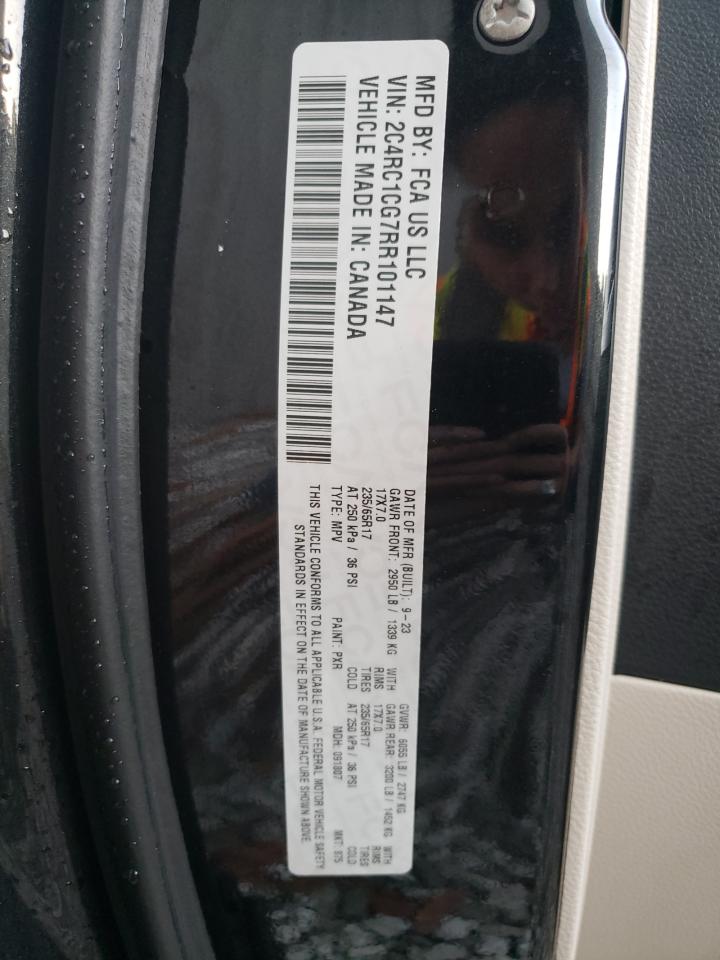 MFD BY: FCA US LLC
VIN: 2C4RC1CG7RR101147
VEHICLE MADE IN: CANADA
DATE OF MFR (BUILT): 9-23 GVWR: 6055 LB / 2747 KG
GAWR FRONT: 2950 LB / 1339 KG WITH GAWR REAR: 3200 LB / 1452 KG WITH
17X7.0 RIMS 17X7.0 RIMS
235/65R17 TIRES 235/65R17 TIRES
AT 250 kPa / 36 PSI COLD AT 250 kPa / 36 PSI COLD
TYPE: MPV PAINT: PXR MDH: 091807 MKT: 875
THIS VEHICLE CONFORMS TO ALL APPLICABLE U.S.A. FEDERAL MOTOR VEHICLE SAFETY
STANDARDS IN EFFECT ON THE DATE OF MANUFACTURE SHOWN ABOVE.